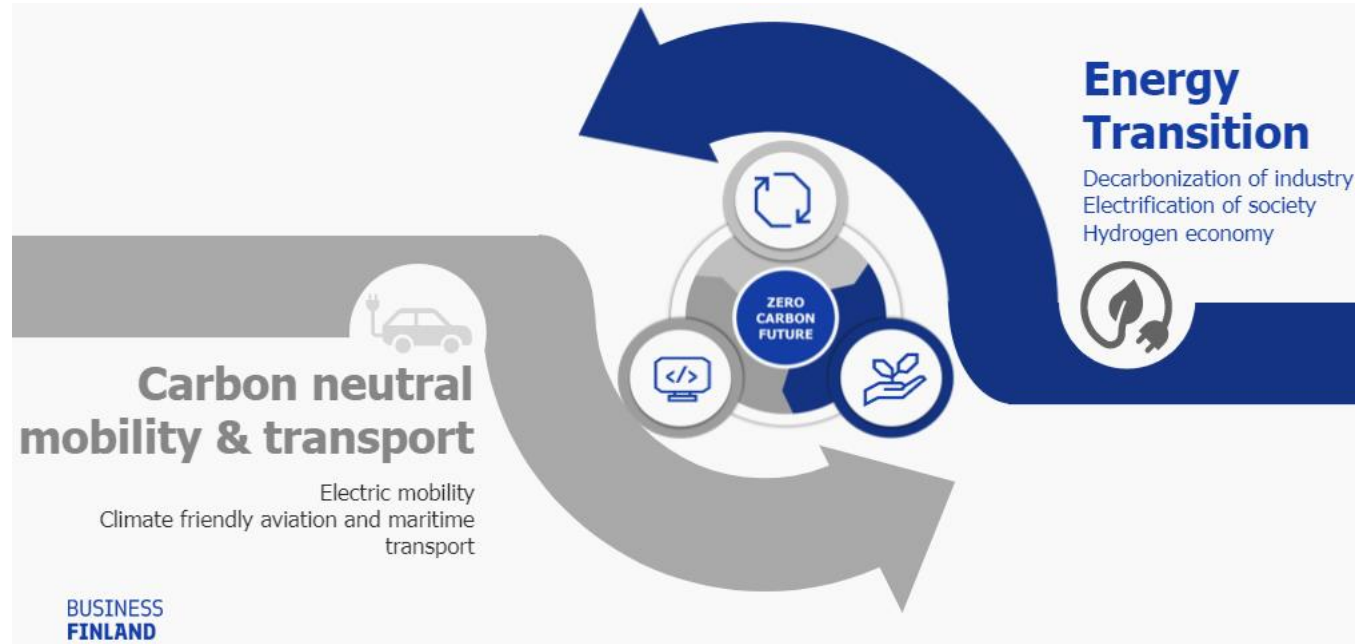 Energy
Transition
Decarbonization of industry
Electrification of society
Hydrogen economy
ZERO
CARBON
FUTURE
</>
Carbon neutral
mobility & transport
Electric mobility
Climate friendly aviation and maritime
transport
BUSINESS
FINLAND